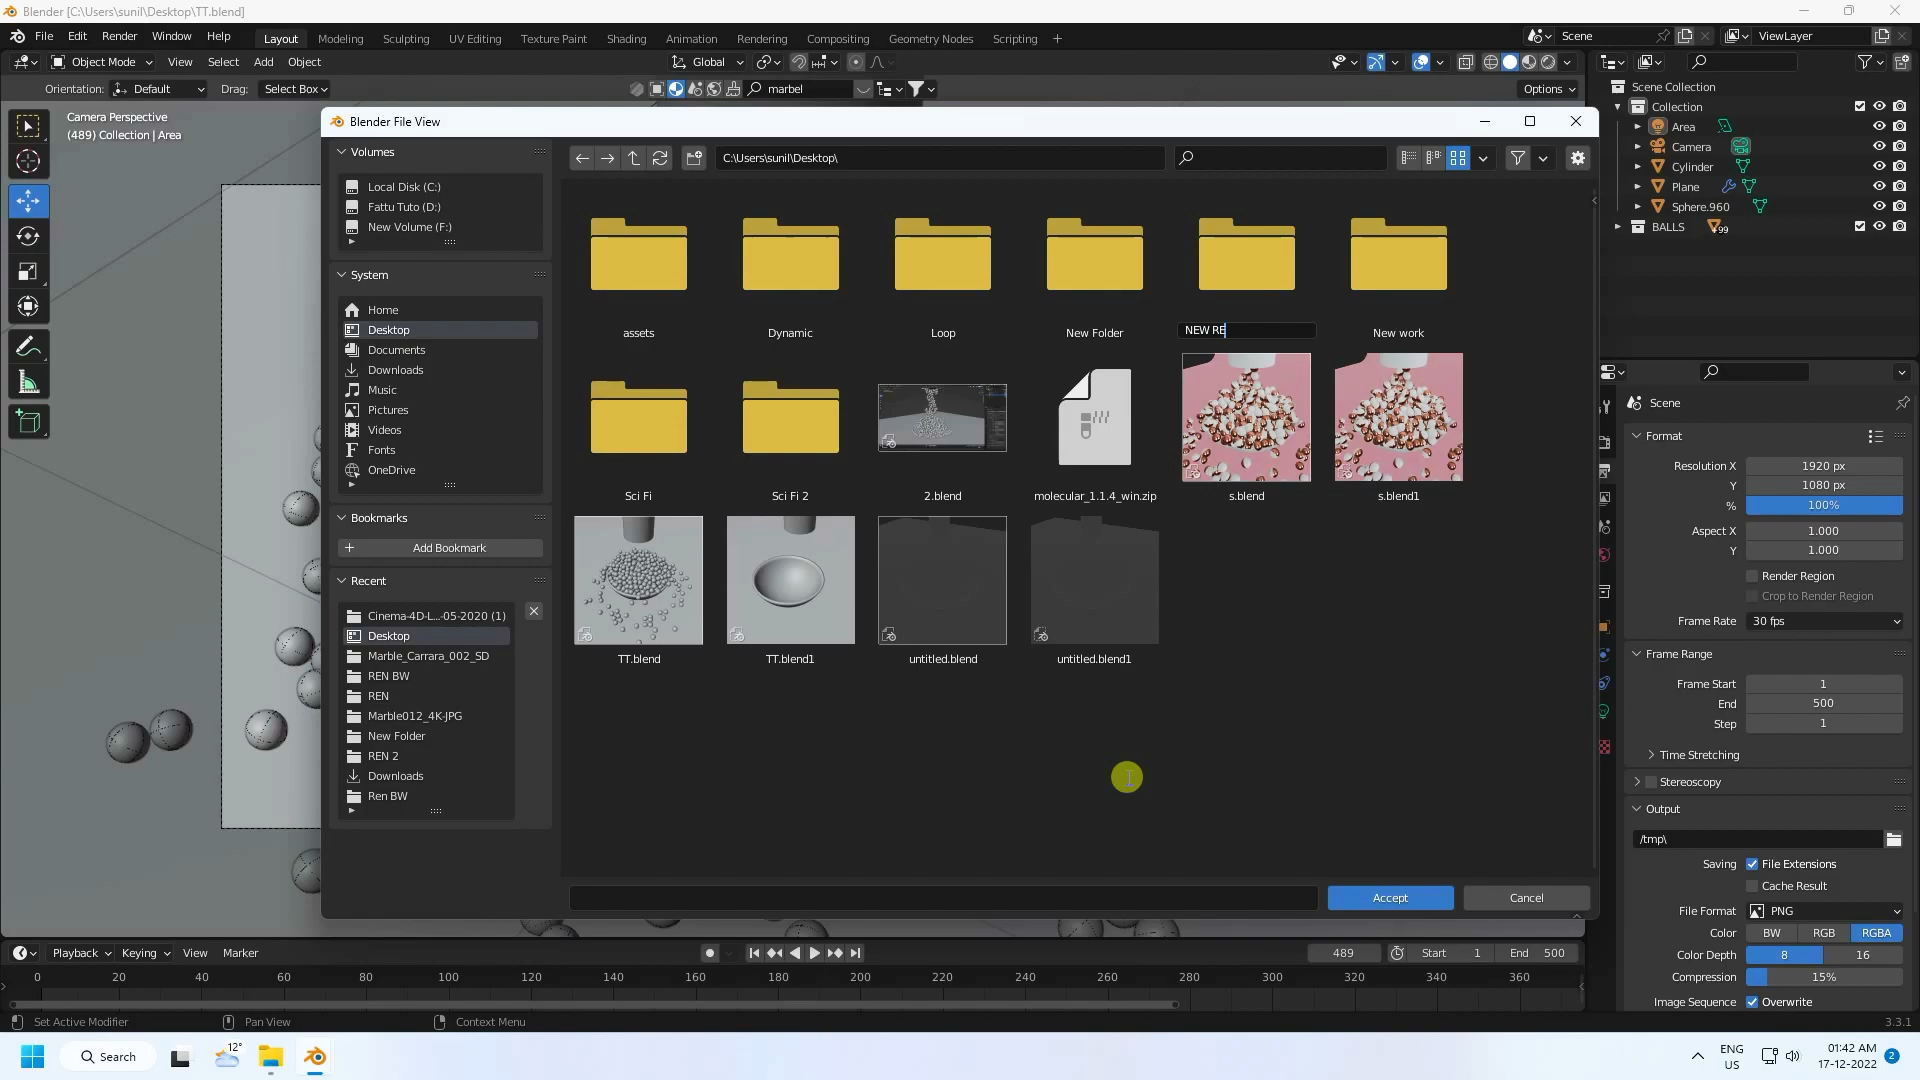 Blender [C:\Users\sunil\Desktop\TT.blend]
File Edit Render Window Help Layout Modeling Sculpting UV Editing Texture Paint Shading Animation Rendering Compositing Geometry Nodes Scripting + Scene ViewLayer
Object Mode View Select Add Object Global
Orientation: Default Drag: Select Box marbel Options
Camera Perspective
(489) Collection | Area
Scene Collection
Collection
Area
Camera
Cylinder
Plane
Sphere.960
BALLS 99
Blender File View
Volumes
Local Disk (C:)
Fattu Tuto (D:)
New Volume (F:)
System
Home
Desktop
Documents
Downloads
Music
Pictures
Videos
Fonts
OneDrive
Bookmarks
Add Bookmark
Recent
Cinema-4D-L...-05-2020 (1)
Desktop
Marble_Carrara_002_SD
REN BW
REN
Marble012_4K-JPG
New Folder
REN 2
Downloads
Ren BW
C:\Users\sunil\Desktop\
assets Dynamic Loop New Folder NEW RE New work
Sci Fi Sci Fi 2 2.blend molecular_1.1.4_win.zip s.blend s.blend1
TT.blend TT.blend1 untitled.blend untitled.blend1
Accept Cancel
Scene
Format
Resolution X 1920 px
Y 1080 px
% 100%
Aspect X 1.000
Y 1.000
Render Region
Crop to Render Region
Frame Rate 30 fps
Frame Range
Frame Start 1
End 500
Step 1
Time Stretching
Stereoscopy
Output
/tmp\
Saving File Extensions
Cache Result
File Format PNG
Color BW RGB RGBA
Color Depth 8 16
Compression 15%
Image Sequence Overwrite
Playback Keying View Marker 489 Start 1 End 500
0 20 40 60 80 100 120 140 160 180 200 220 240 260 280 300 320 340 360
Set Active Modifier Pan View Context Menu 3.3.1
Search 12° ENG US 01:42 AM 17-12-2022 2